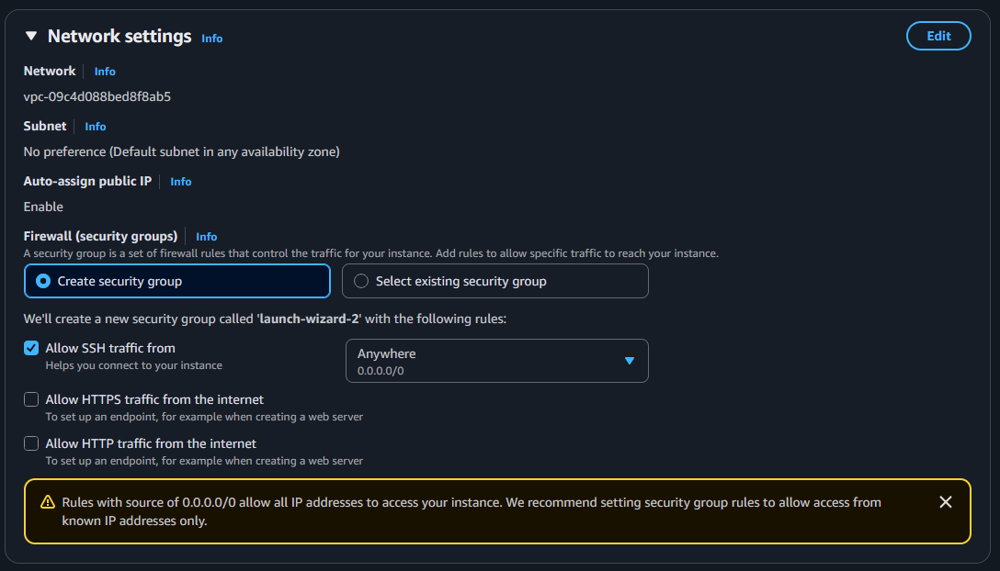 Network settings Info Edit
Network Info
vpc-09c4d088bed8f8ab5
Subnet Info
No preference (Default subnet in any availability zone)
Auto-assign public IP Info
Enable
Firewall (security groups) Info
A security group is a set of firewall rules that control the traffic for your instance. Add rules to allow specific traffic to reach your instance.
Create security group Select existing security group
We'll create a new security group called 'launch-wizard-2' with the following rules:
Allow SSH traffic from
Helps you connect to your instance
Anywhere
0.0.0.0/0
Allow HTTPS traffic from the internet
To set up an endpoint, for example when creating a web server
Allow HTTP traffic from the internet
To set up an endpoint, for example when creating a web server
Rules with source of 0.0.0.0/0 allow all IP addresses to access your instance. We recommend setting security group rules to allow access from
known IP addresses only.